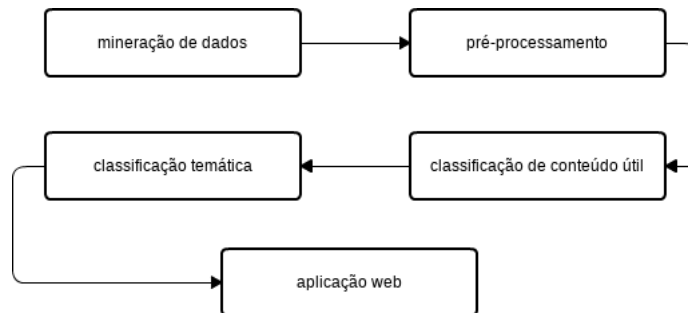 mineração de dados
pré-processamento
classificação de conteúdo útil
classificação temática
aplicação web